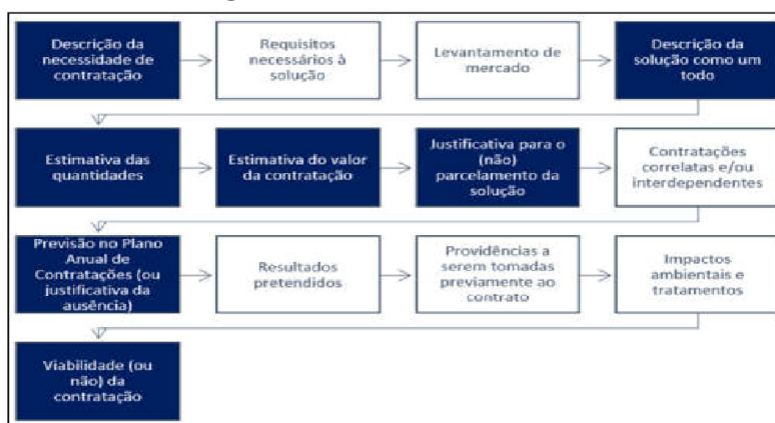 Descrição da
necessidade de
contratação
Requisitos
necessários à
solução
Levantamento de
mercado
Descrição da
solução como um
todo
Estimativa das
quantidades
Estimativa do valor
da contratação
Justificativa para o
(não)
parcelamento da
solução
Contratações
correlatas e/ou
interdependentes
Previsão no Plano
Anual de
Contratações (ou
justificativa da
ausência)
Resultados
pretendidos
Providências a
serem tomadas
previamente ao
contrato
Impactos
ambientais e
tratamentos
Viabilidade (ou
não) da
contratação